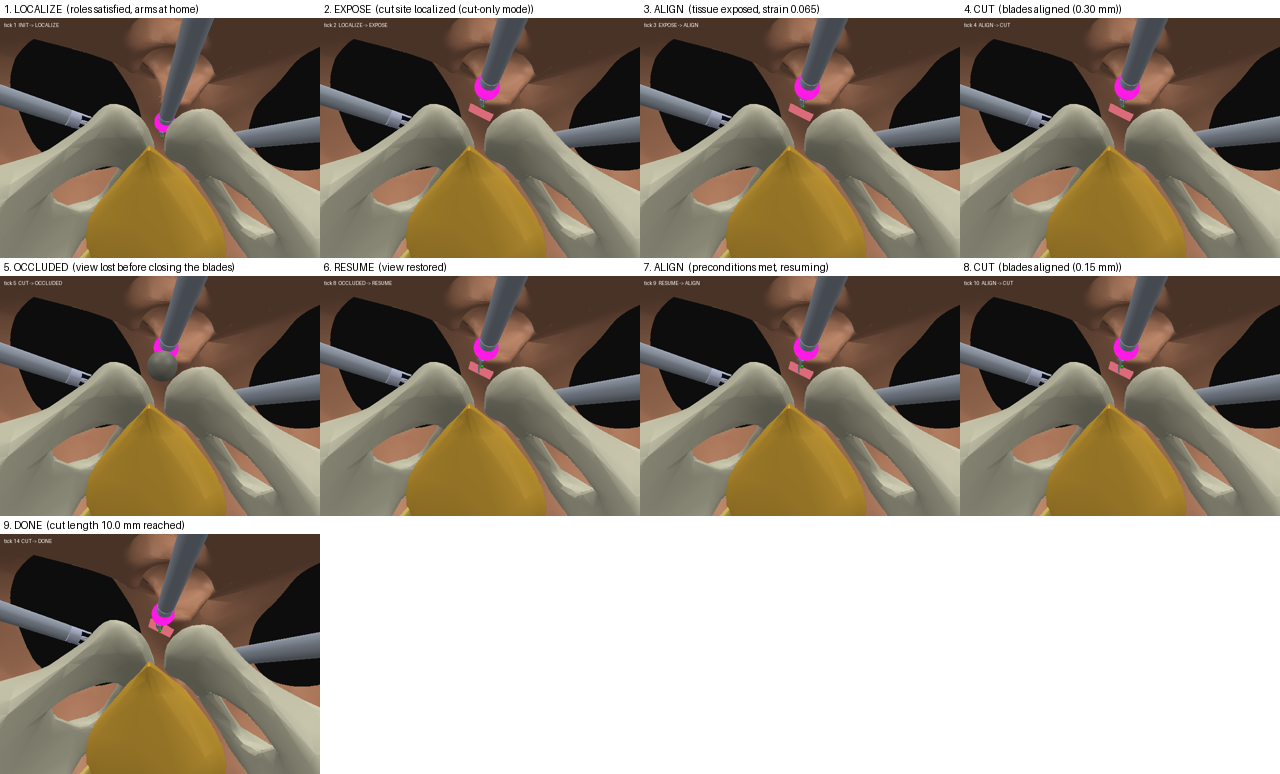 1. LOCALIZE (roles satisfied, arms at home)
tick 1 INIT -> LOCALIZE
2. EXPOSE (cut site localized (cut-only mode))
tick 2 LOCALIZE -> EXPOSE
3. ALIGN (tissue exposed, strain 0.065)
tick 3 EXPOSE -> ALIGN
4. CUT (blades aligned (0.30 mm))
tick 4 ALIGN -> CUT
5. OCCLUDED (view lost before closing the blades)
tick 5 CUT -> OCCLUDED
6. RESUME (view restored)
tick 8 OCCLUDED -> RESUME
7. ALIGN (preconditions met, resuming)
tick 9 RESUME -> ALIGN
8. CUT (blades aligned (0.15 mm))
tick 10 ALIGN -> CUT
9. DONE (cut length 10.0 mm reached)
tick 14 CUT -> DONE